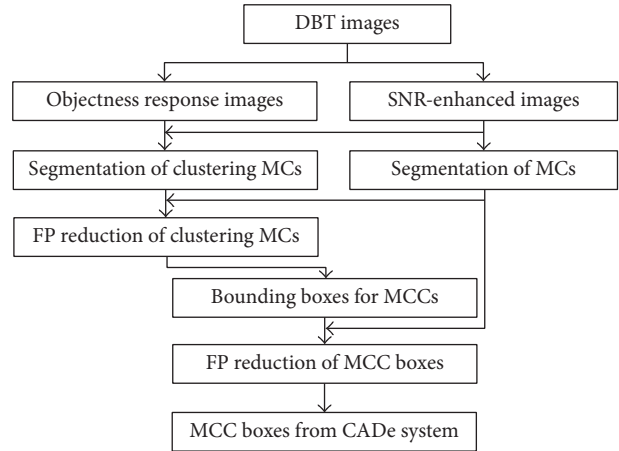 DBT images
Objectness response images
SNR-enhanced images
Segmentation of clustering MCs
Segmentation of MCs
FP reduction of clustering MCs
Bounding boxes for MCCs
FP reduction of MCC boxes
MCC boxes from CADe system